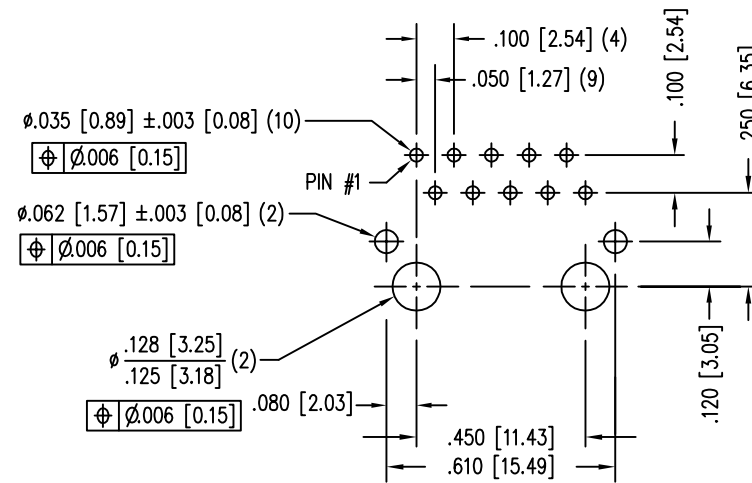 .100 [2.54] (4)
.050 [1.27] (9)
.100 [2.54]
.250 [6.35]
ø.035 [0.89] ±.003 [0.08] (10)
⌖ Ø.006 [0.15]
PIN #1
ø.062 [1.57] ±.003 [0.08] (2)
⌖ Ø.006 [0.15]
ø .128 [3.25]
.125 [3.18] (2)
⌖ Ø.006 [0.15]
.080 [2.03]
.120 [3.05]
.450 [11.43]
.610 [15.49]